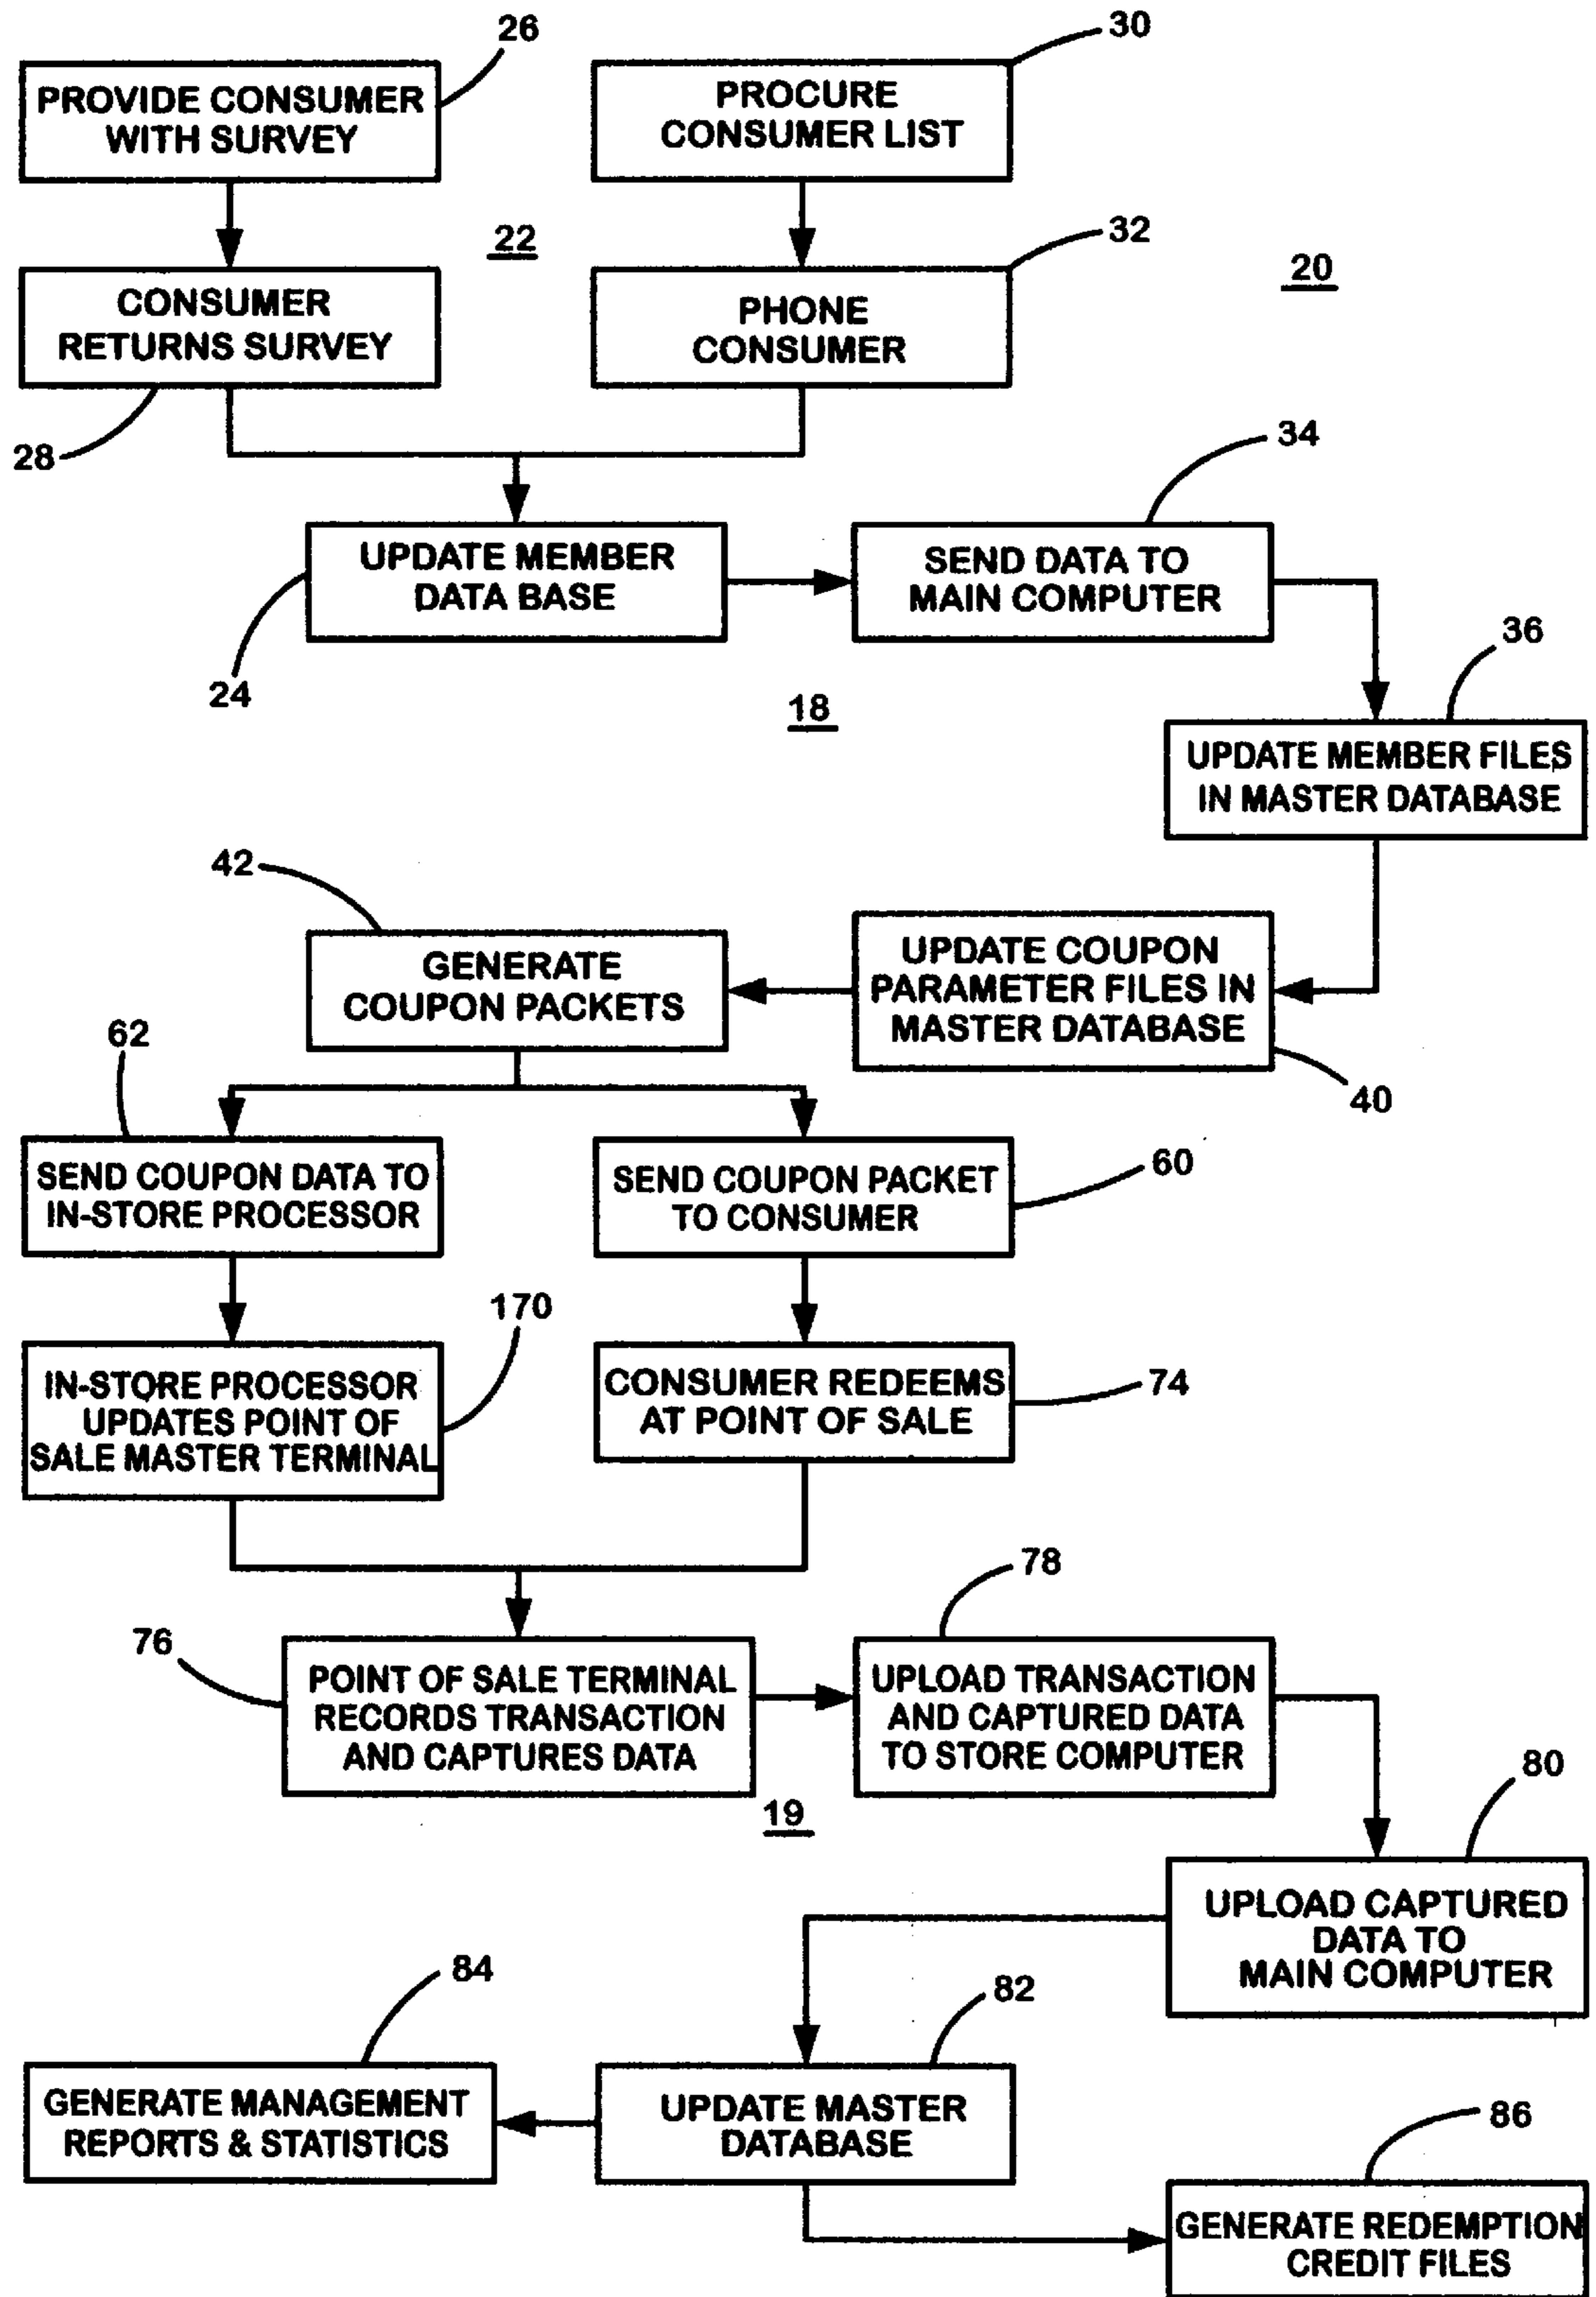 26
30
PROVIDE CONSUMER
WITH SURVEY
PROCURE
CONSUMER LIST
22
32
20
CONSUMER
RETURNS SURVEY
PHONE
CONSUMER
28
34
UPDATE MEMBER
DATA BASE
SEND DATA TO
MAIN COMPUTER
24
18
36
UPDATE MEMBER FILES
IN MASTER DATABASE
42
GENERATE
COUPON PACKETS
UPDATE COUPON
PARAMETER FILES IN
MASTER DATABASE
40
62
SEND COUPON DATA TO
IN-STORE PROCESSOR
SEND COUPON PACKET
TO CONSUMER
60
170
IN-STORE PROCESSOR
UPDATES POINT OF
SALE MASTER TERMINAL
CONSUMER REDEEMS
AT POINT OF SALE
74
78
76
POINT OF SALE TERMINAL
RECORDS TRANSACTION
AND CAPTURES DATA
UPLOAD TRANSACTION
AND CAPTURED DATA
TO STORE COMPUTER
19
80
UPLOAD CAPTURED
DATA TO
MAIN COMPUTER
84
82
GENERATE MANAGEMENT
REPORTS & STATISTICS
UPDATE MASTER
DATABASE
86
GENERATE REDEMPTION
CREDIT FILES